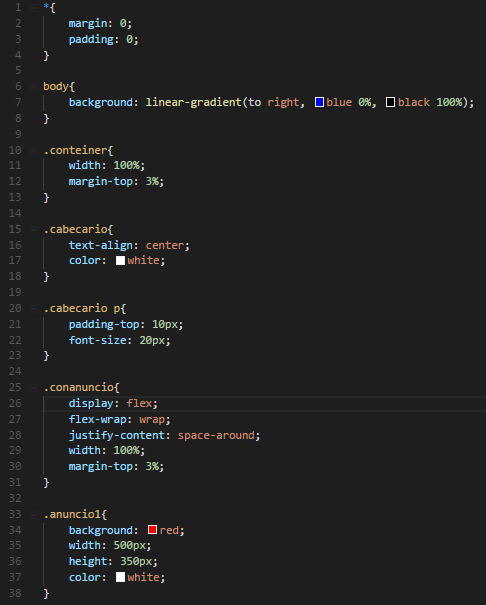 1 *{
2     margin: 0;
3     padding: 0;
4 }
5
6 body{
7     background: linear-gradient(to right, blue 0%, black 100%);
8 }
9
10 .conteiner{
11     width: 100%;
12     margin-top: 3%;
13 }
14
15 .cabecario{
16     text-align: center;
17     color: white;
18 }
19
20 .cabecario p{
21     padding-top: 10px;
22     font-size: 20px;
23 }
24
25 .conanuncio{
26     display: flex;
27     flex-wrap: wrap;
28     justify-content: space-around;
29     width: 100%;
30     margin-top: 3%;
31 }
32
33 .anuncio1{
34     background: red;
35     width: 500px;
36     height: 350px;
37     color: white;
38 }